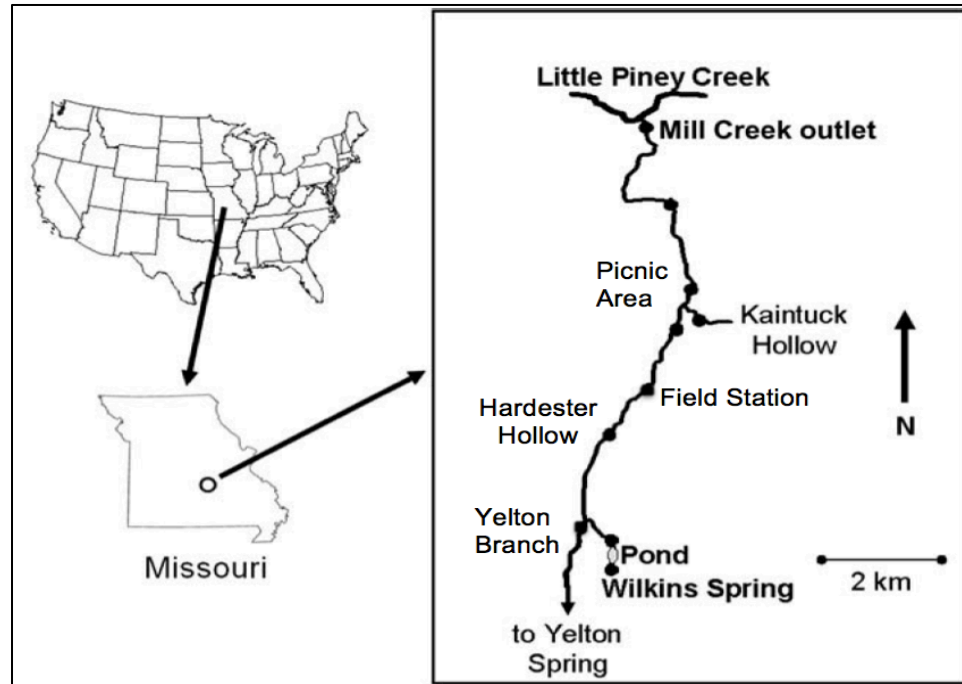 Missouri
Little Piney Creek
Mill Creek outlet
Picnic
Area
Kaintuck
Hollow
Field Station
Hardester
Hollow
N
Yelton
Branch
Pond
Wilkins Spring
2 km
to Yelton
Spring